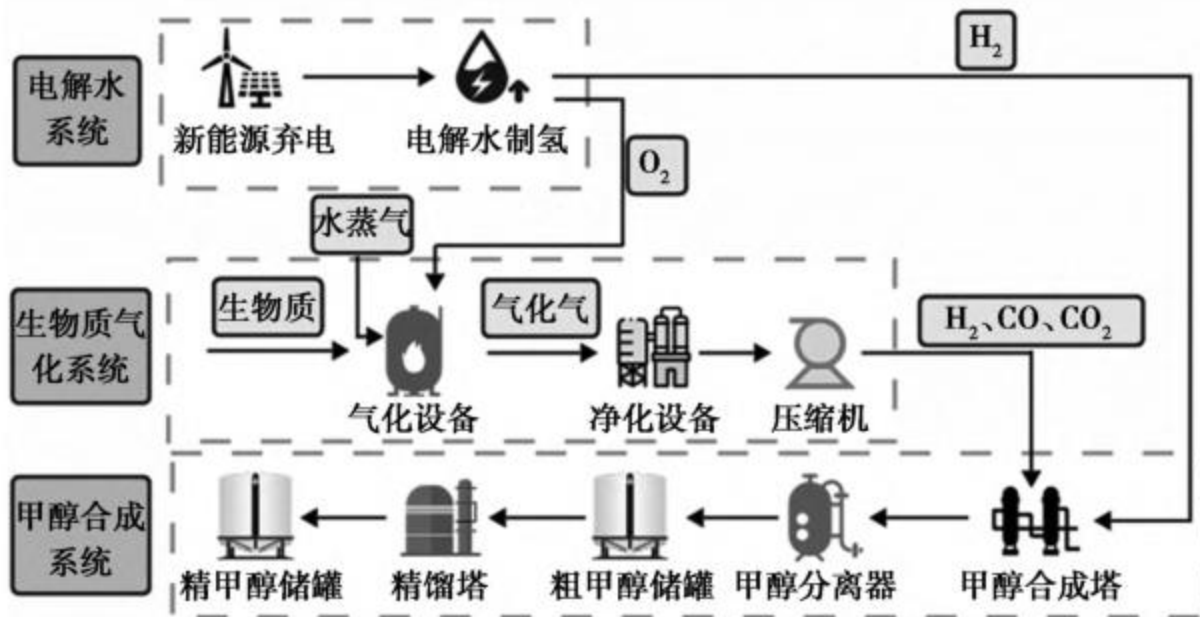 H₂
电解水
系统
新能源弃电
电解水制氢
O₂
水蒸气
生物质气
化系统
生物质
气化气
H₂、CO、CO₂
气化设备
净化设备
压缩机
甲醇合成
系统
精甲醇储罐
精馏塔
粗甲醇储罐
甲醇分离器
甲醇合成塔